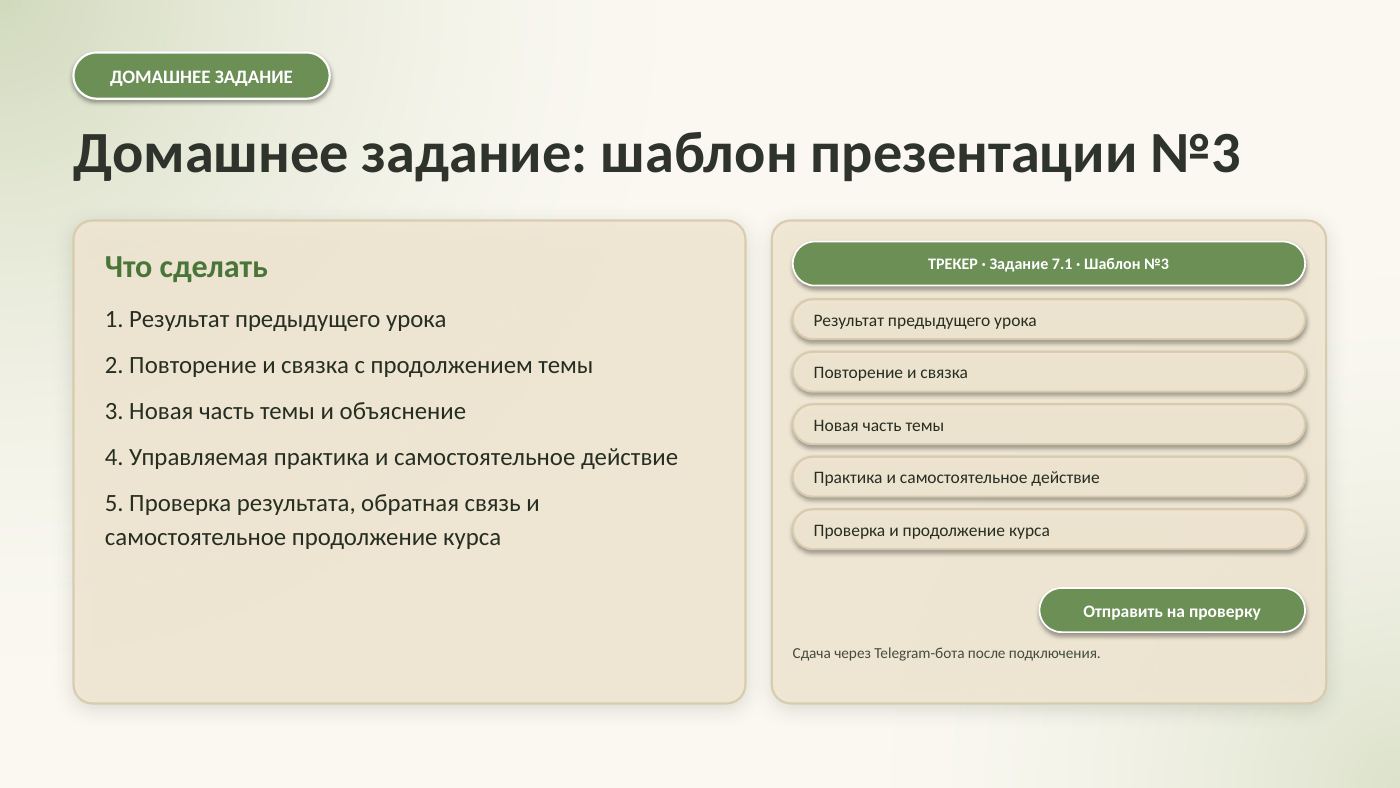 ДОМАШНЕЕ ЗАДАНИЕ
Домашнее задание: шаблон презентации №3
Что сделать
1. Результат предыдущего урока
2. Повторение и связка с продолжением темы
3. Новая часть темы и объяснение
4. Управляемая практика и самостоятельное действие
5. Проверка результата, обратная связь и
самостоятельное продолжение курса
ТРЕКЕР · Задание 7.1 · Шаблон №3
Результат предыдущего урока
Повторение и связка
Новая часть темы
Практика и самостоятельное действие
Проверка и продолжение курса
Отправить на проверку
Сдача через Telegram-бота после подключения.